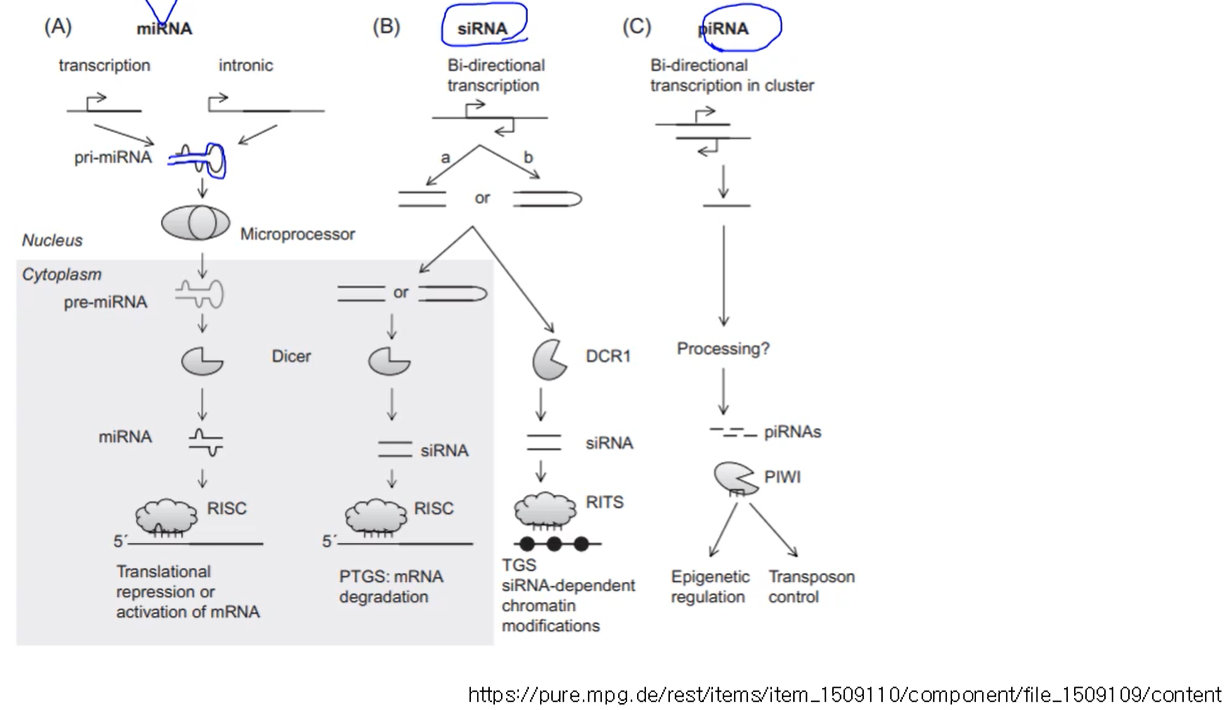 (A)
miRNA
transcription
intronic
pri-miRNA
Microprocessor
Nucleus
Cytoplasm
pre-miRNA
Dicer
miRNA
RISC
5´
Translational
repression or
activation of mRNA
(B)
siRNA
Bi-directional
transcription
a
b
or
or
siRNA
RISC
5´
PTGS: mRNA
degradation
DCR1
siRNA
RITS
TGS
siRNA-dependent
chromatin
modifications
(C)
piRNA
Bi-directional
transcription in cluster
Processing?
piRNAs
PIWI
Epigenetic
regulation
Transposon
control
https://pure.mpg.de/rest/items/item_1509110/component/file_1509109/content